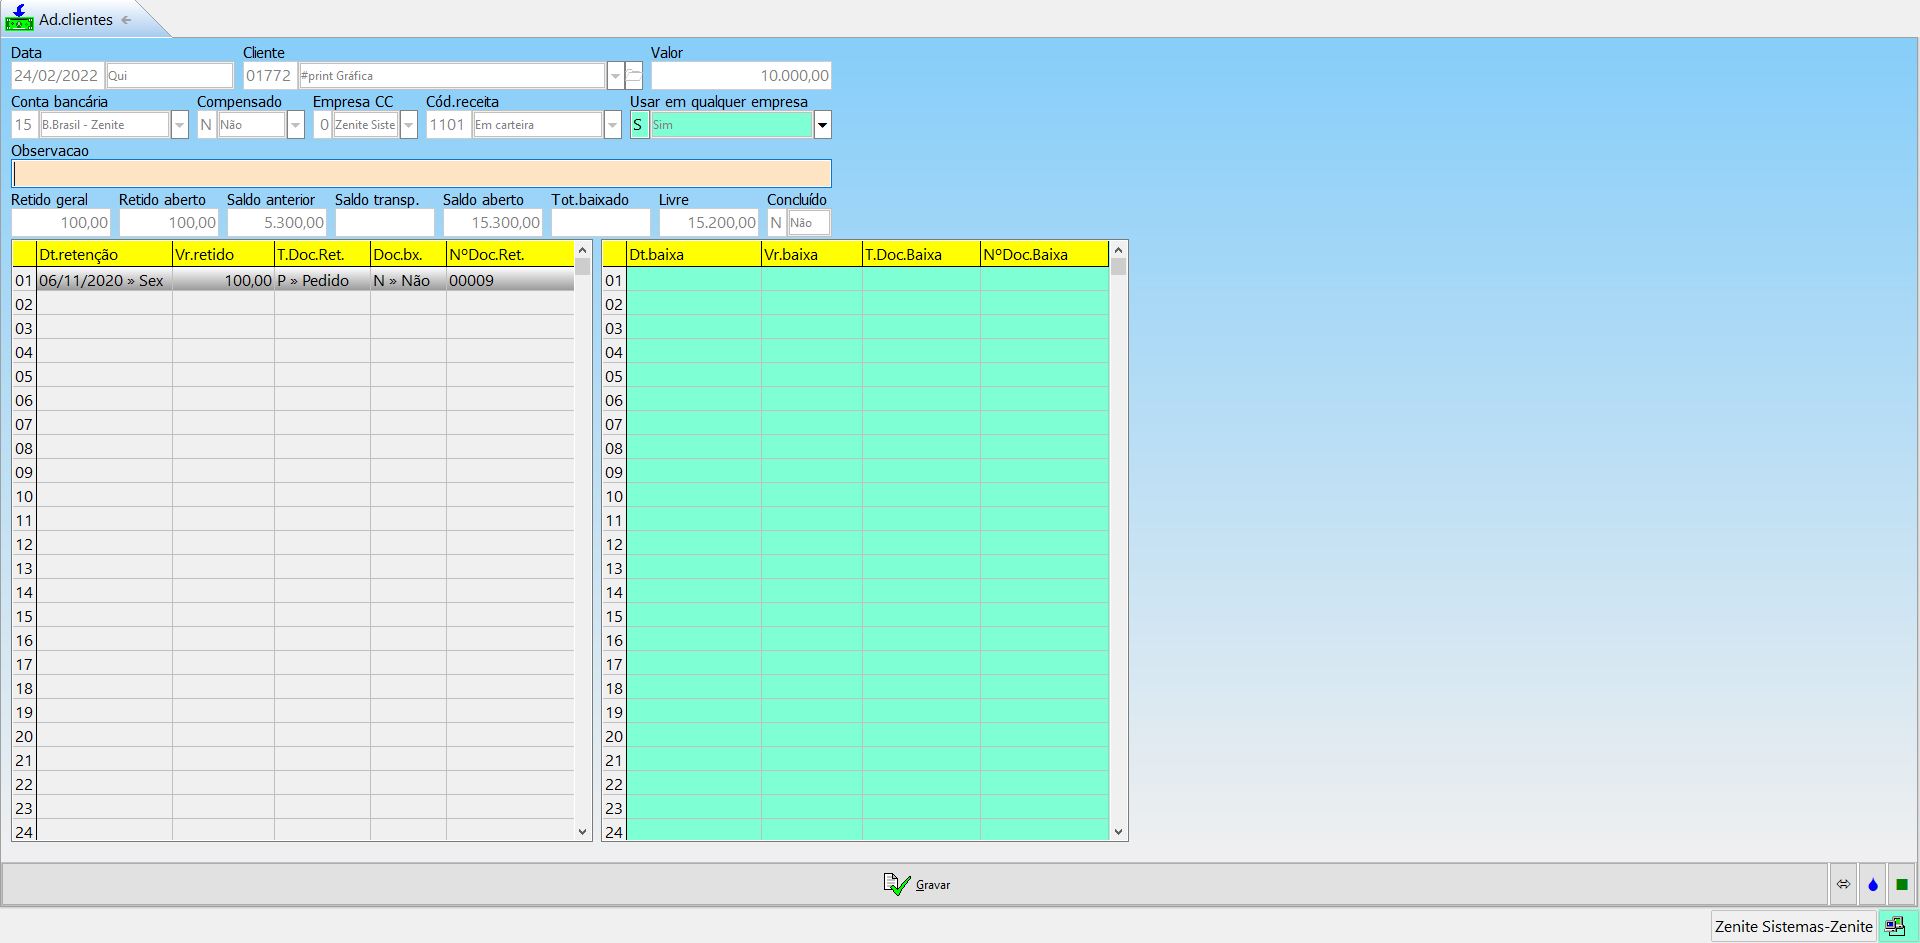 Ad.clientes
Data Cliente Valor
24/02/2022 Qui 01772 #print Gráfica 10.000,00
Conta bancária Compensado Empresa CC Cód.receita Usar em qualquer empresa
15 B.Brasil - Zenite N Não 0 Zenite Siste 1101 Em carteira S Sim
Observacao
Retido geral Retido aberto Saldo anterior Saldo transp. Saldo aberto Tot.baixado Livre Concluído
100,00 100,00 5.300,00 15.300,00 15.200,00 N Não
Dt.retenção Vr.retido T.Doc.Ret. Doc.bx. NºDoc.Ret. Dt.baixa Vr.baixa T.Doc.Baixa NºDoc.Baixa
01 06/11/2020 » Sex 100,00 P » Pedido N » Não 00009 01
02 02
03 03
04 04
05 05
06 06
07 07
08 08
09 09
10 10
11 11
12 12
13 13
14 14
15 15
16 16
17 17
18 18
19 19
20 20
21 21
22 22
23 23
24 24
Gravar
Zenite Sistemas-Zenite